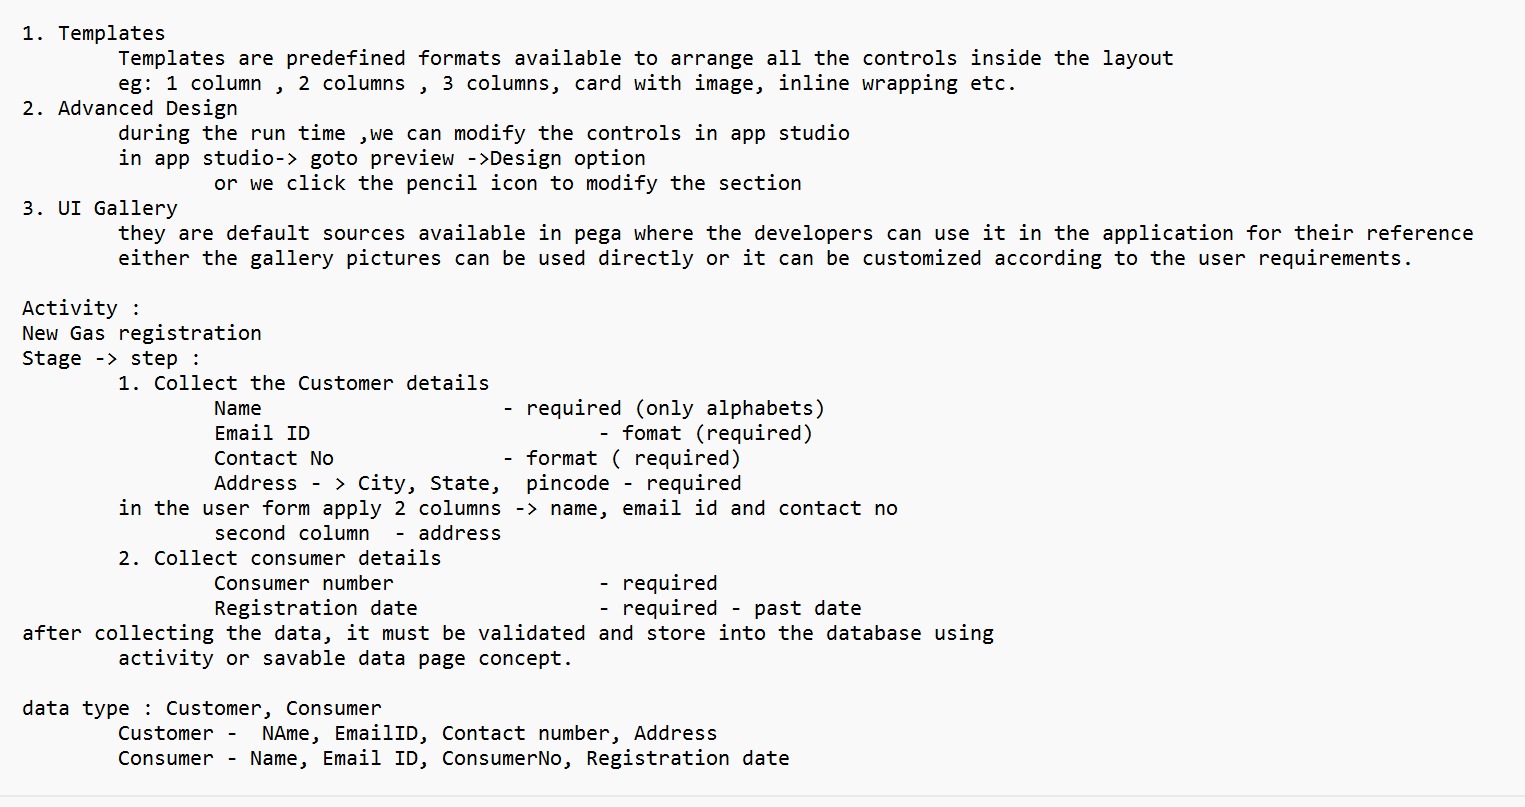 1. Templates
Templates are predefined formats available to arrange all the controls inside the layout
eg: 1 column , 2 columns , 3 columns, card with image, inline wrapping etc.
2. Advanced Design
during the run time ,we can modify the controls in app studio
in app studio-> goto preview ->Design option
or we click the pencil icon to modify the section
3. UI Gallery
they are default sources available in pega where the developers can use it in the application for their reference
either the gallery pictures can be used directly or it can be customized according to the user requirements.
Activity :
New Gas registration
Stage -> step :
1. Collect the Customer details
Name - required (only alphabets)
Email ID - fomat (required)
Contact No - format ( required)
Address - > City, State, pincode - required
in the user form apply 2 columns -> name, email id and contact no
second column - address
2. Collect consumer details
Consumer number - required
Registration date - required - past date
after collecting the data, it must be validated and store into the database using
activity or savable data page concept.
data type : Customer, Consumer
Customer - NAme, EmailID, Contact number, Address
Consumer - Name, Email ID, ConsumerNo, Registration date